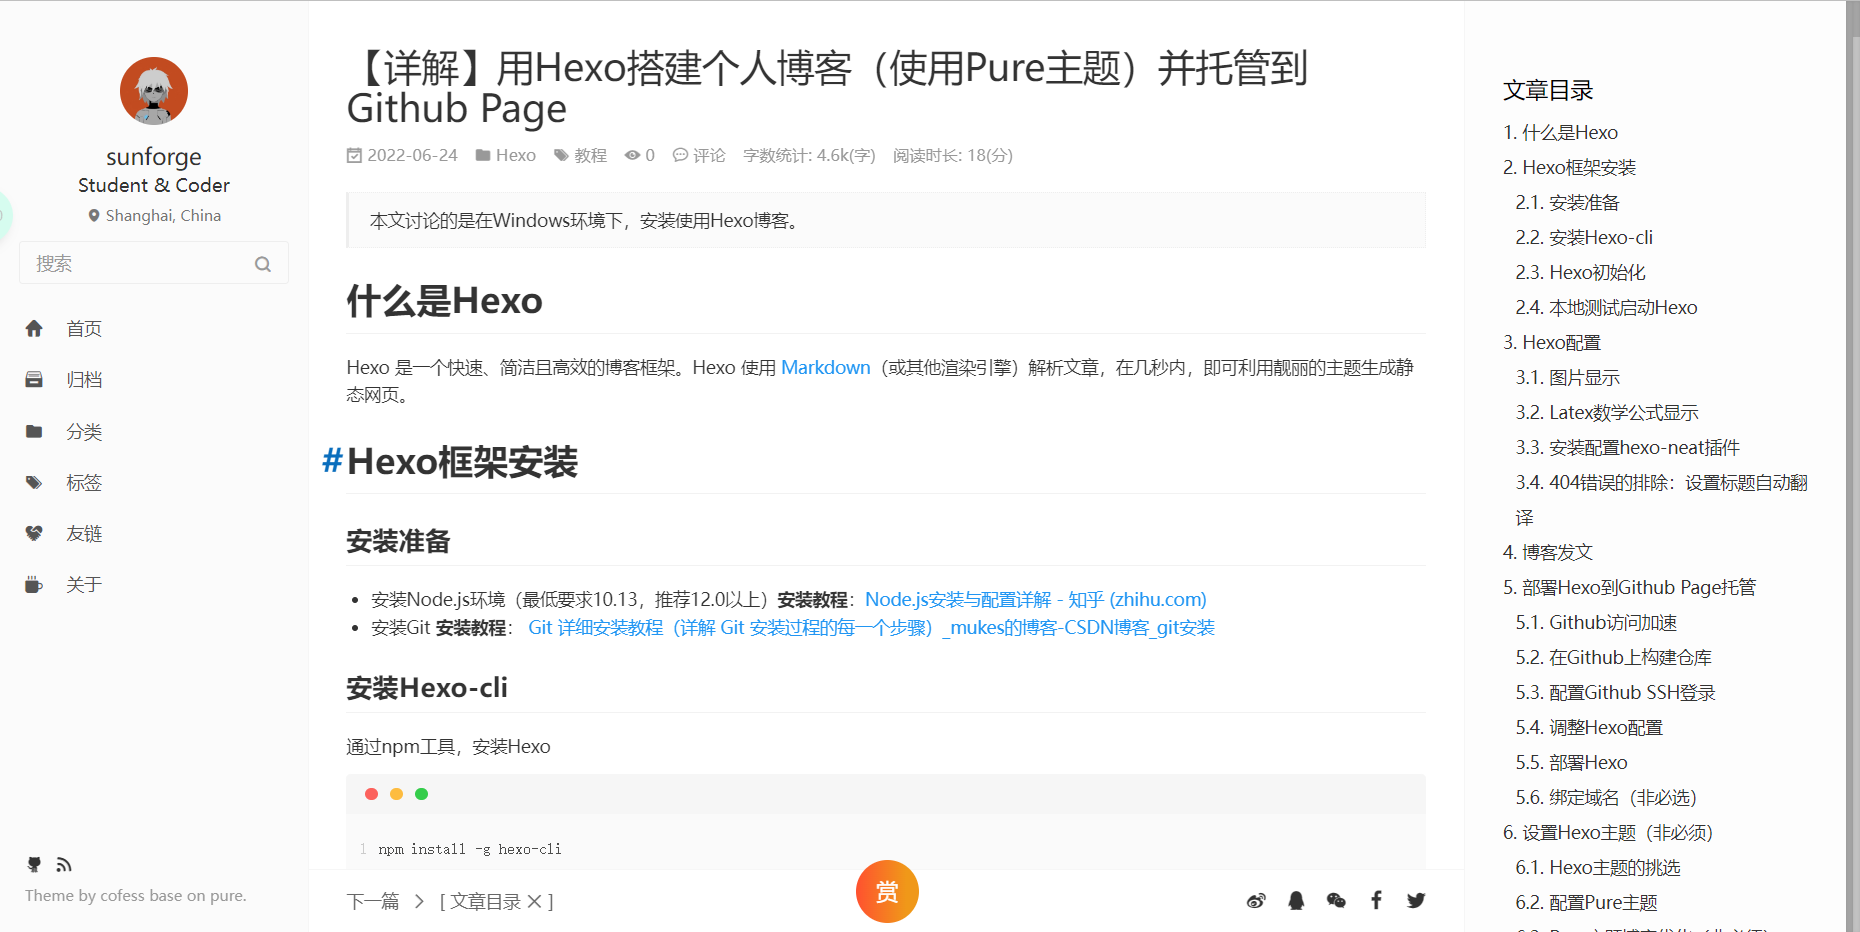 sunforge
Student & Coder
Shanghai, China
搜索
首页
归档
分类
标签
友链
关于
Theme by cofess base on pure.
【详解】用Hexo搭建个人博客（使用Pure主题）并托管到
Github Page
2022-06-24 Hexo 教程 0 评论 字数统计: 4.6k(字) 阅读时长: 18(分)
本文讨论的是在Windows环境下，安装使用Hexo博客。
什么是Hexo
Hexo 是一个快速、简洁且高效的博客框架。Hexo 使用 Markdown（或其他渲染引擎）解析文章，在几秒内，即可利用靓丽的主题生成静
态网页。
#Hexo框架安装
安装准备
• 安装Node.js环境（最低要求10.13，推荐12.0以上）安装教程：Node.js安装与配置详解 - 知乎 (zhihu.com)
• 安装Git 安装教程： Git 详细安装教程（详解 Git 安装过程的每一个步骤）_mukes的博客-CSDN博客_git安装
安装Hexo-cli
通过npm工具，安装Hexo
1 npm install -g hexo-cli
下一篇 > [ 文章目录 × ]
赏
文章目录
1. 什么是Hexo
2. Hexo框架安装
2.1. 安装准备
2.2. 安装Hexo-cli
2.3. Hexo初始化
2.4. 本地测试启动Hexo
3. Hexo配置
3.1. 图片显示
3.2. Latex数学公式显示
3.3. 安装配置hexo-neat插件
3.4. 404错误的排除：设置标题自动翻
译
4. 博客发文
5. 部署Hexo到Github Page托管
5.1. Github访问加速
5.2. 在Github上构建仓库
5.3. 配置Github SSH登录
5.4. 调整Hexo配置
5.5. 部署Hexo
5.6. 绑定域名（非必选）
6. 设置Hexo主题（非必须）
6.1. Hexo主题的挑选
6.2. 配置Pure主题